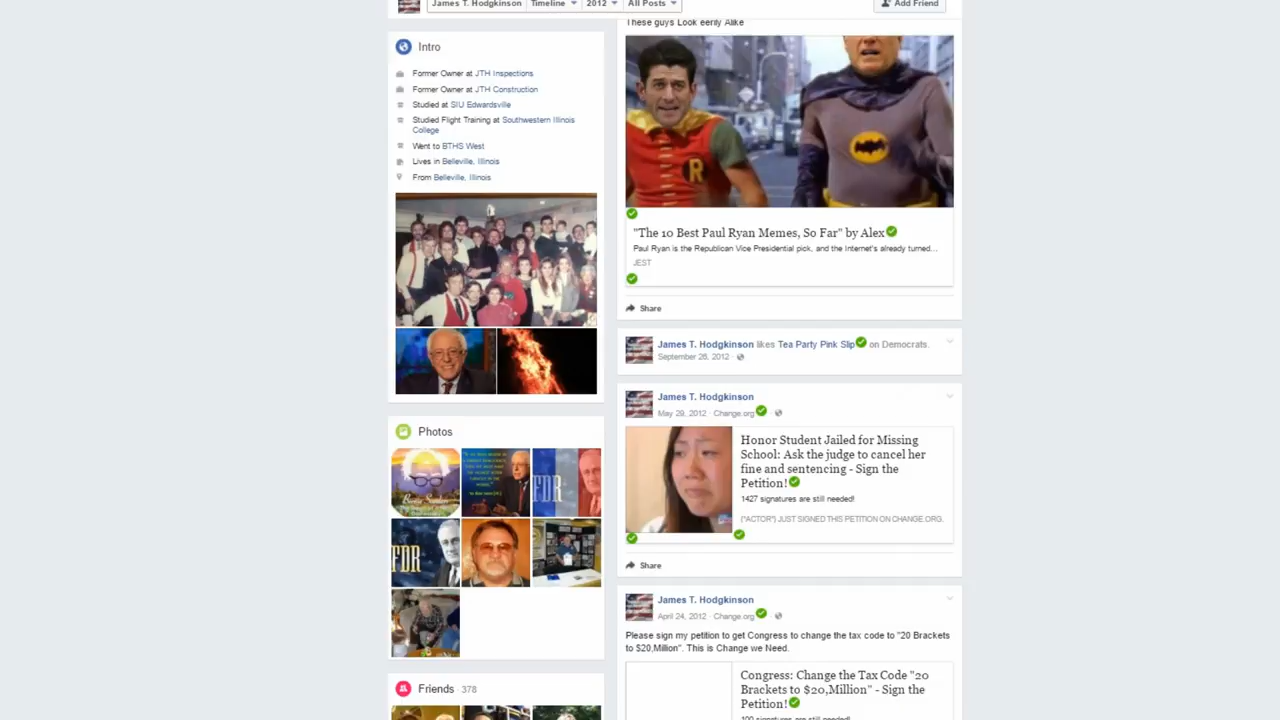 James T. Hodgkinson
Timeline
2012
All Posts
Add Friend
Intro
Former Owner at JTH Inspections
Former Owner at JTH Construction
Studied at SIU Edwardsville
Studied Flight Training at Southwestern Illinois
College
Went to BTHS West
Lives in Belleville, Illinois
From Belleville, Illinois
Photos
FDR
FDR
Friends · 378
These guys Look eerily Alike
R
"The 10 Best Paul Ryan Memes, So Far" by Alex
Paul Ryan is the Republican Vice Presidential pick, and the Internet's already turned...
JEST
Share
James T. Hodgkinson likes Tea Party Pink Slip on Democrats.
September 26, 2012 ·
James T. Hodgkinson
May 29, 2012 · Change.org ·
Honor Student Jailed for Missing
School: Ask the judge to cancel her
fine and sentencing - Sign the
Petition!
1427 signatures are still needed!
{*ACTOR*} JUST SIGNED THIS PETITION ON CHANGE.ORG.
Share
James T. Hodgkinson
April 24, 2012 · Change.org ·
Please sign my petition to get Congress to change the tax code to "20 Brackets
to $20,Million". This is Change we Need.
Congress: Change the Tax Code "20
Brackets to $20,Million" - Sign the
Petition!
100 signatures are still needed!